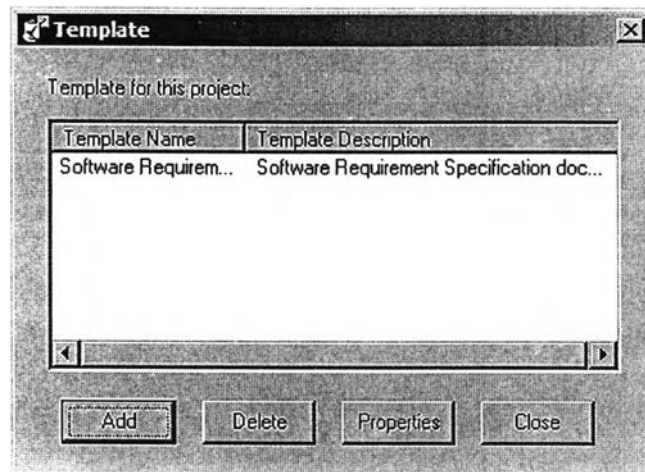 Template
Template for this project:
Template Name Template Description
Software Requirem... Software Requirement Specification doc...
Add Delete Properties Close